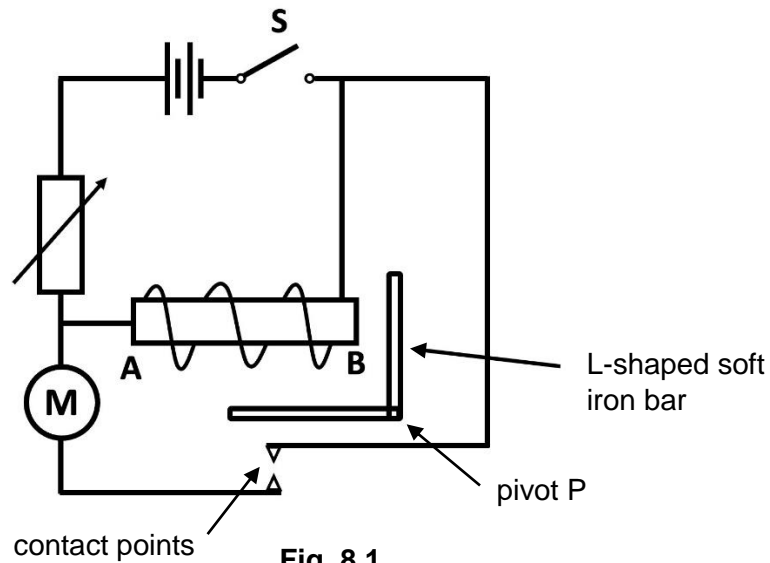 S
A
B
M
L-shaped soft
iron bar
pivot P
contact points
Fig. 8.1